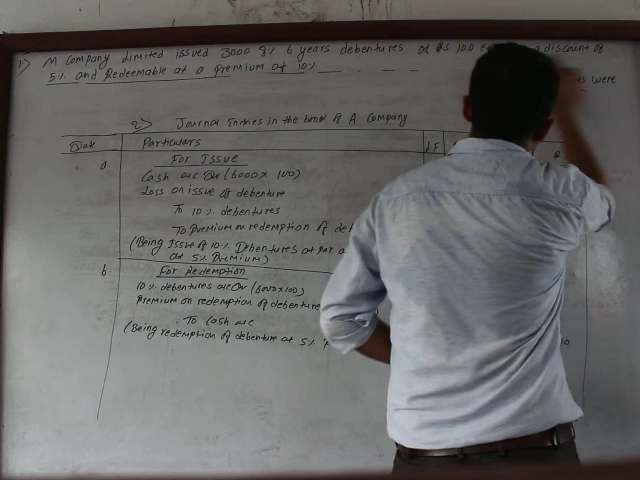 1.) M Company Limited issued 3000 8% 6 years debentures at Rs 100 discount of
5% and Redeemable at a premium of 10%
were
2) Journal Entries in the book of A Company
Date Particulars LF
a. For Issue
Cash a/c Dr (6000 x 100)
Loss on issue of debenture
To 10% debentures
To Premium on redemption of
(Being Issue of 10% Debentures at par
at 5% Premium)
b. For Redemption
10% debentures a/c Dr (6000x100)
Premium on redemption of debenture
To Cash a/c
(Being redemption of debenture at 5%